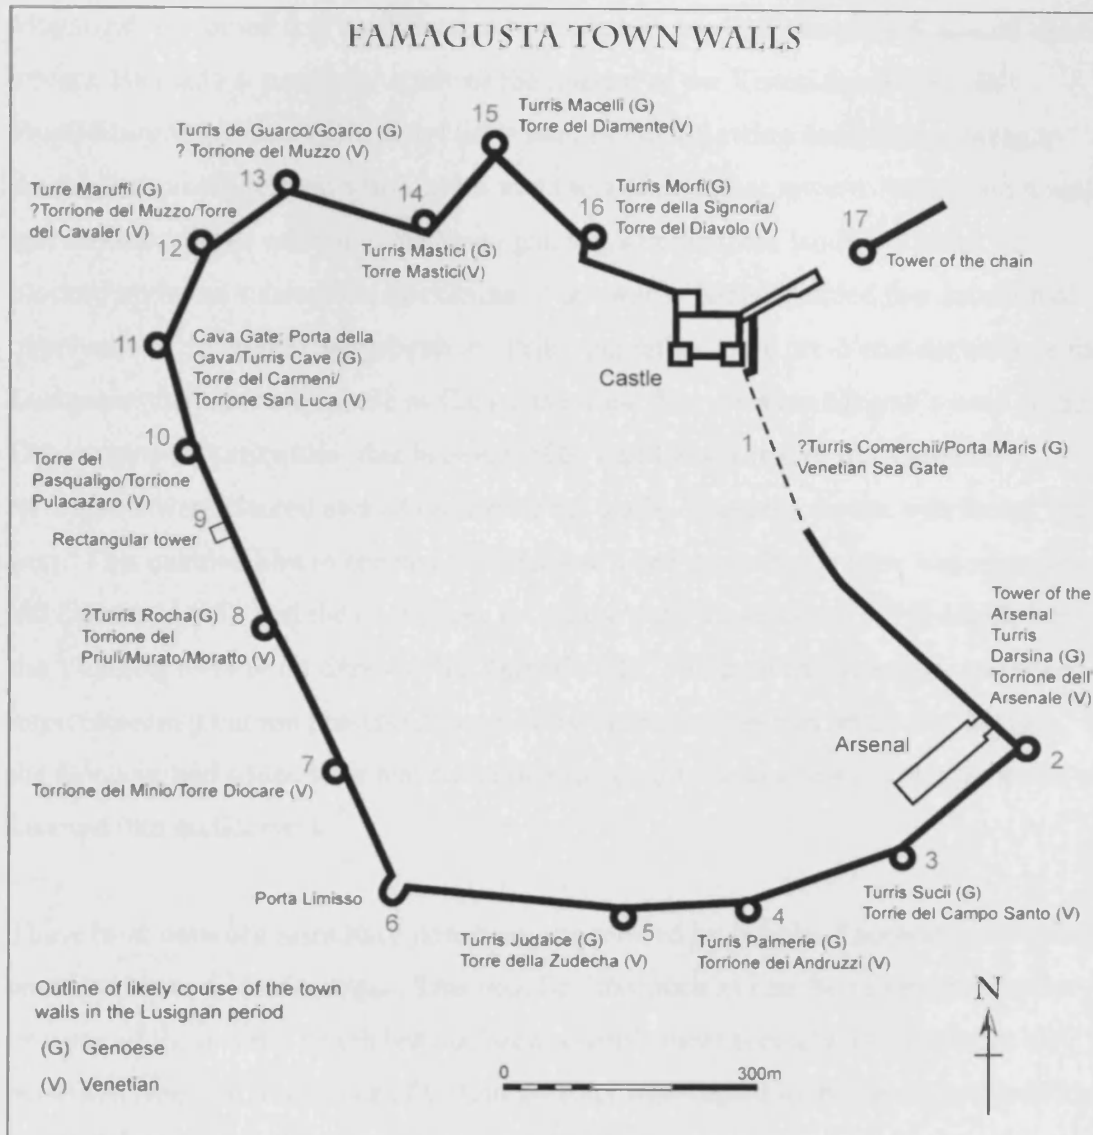 FAMAGUSTA TOWN WALLS
15
Turris Macelli (G)
Torre del Diamente(V)
Turris de Guarco/Goarco (G)
? Torrione del Muzzo (V)
13
14
Turris Mastici (G)
Torre Mastici(V)
Turre Maruffi (G)
?Torrione del Muzzo/Torre
del Cavaler (V)
12
Turris Morfi(G)
Torre della Signoria/
Torre del Diavolo (V)
16
17
Tower of the chain
11
Cava Gate; Porta della
Cava/Turris Cave (G)
Torre del Carmeni/
Torrione San Luca (V)
Castle
10
Torre del
Pasqualigo/Torrione
Pulacazaro (V)
1
?Turris Comerchii/Porta Maris (G)
Venetian Sea Gate
9
Rectangular tower
8
?Turris Rocha(G)
Torrione del
Priuli/Murato/Moratto (V)
Tower of the
Arsenal
Turris
Darsina (G)
Torrione dell'
Arsenale (V)
Arsenal
2
7
Torrione del Minio/Torre Diocare (V)
3
Turris Sucii (G)
Torrie del Campo Santo (V)
Porta Limisso
6
5
Turris Judaice (G)
Torre della Zudecha (V)
4
Turris Palmerie (G)
Torrione dei Andruzzi (V)
Outline of likely course of the town
walls in the Lusignan period
(G) Genoese
(V) Venetian
0 300m
N